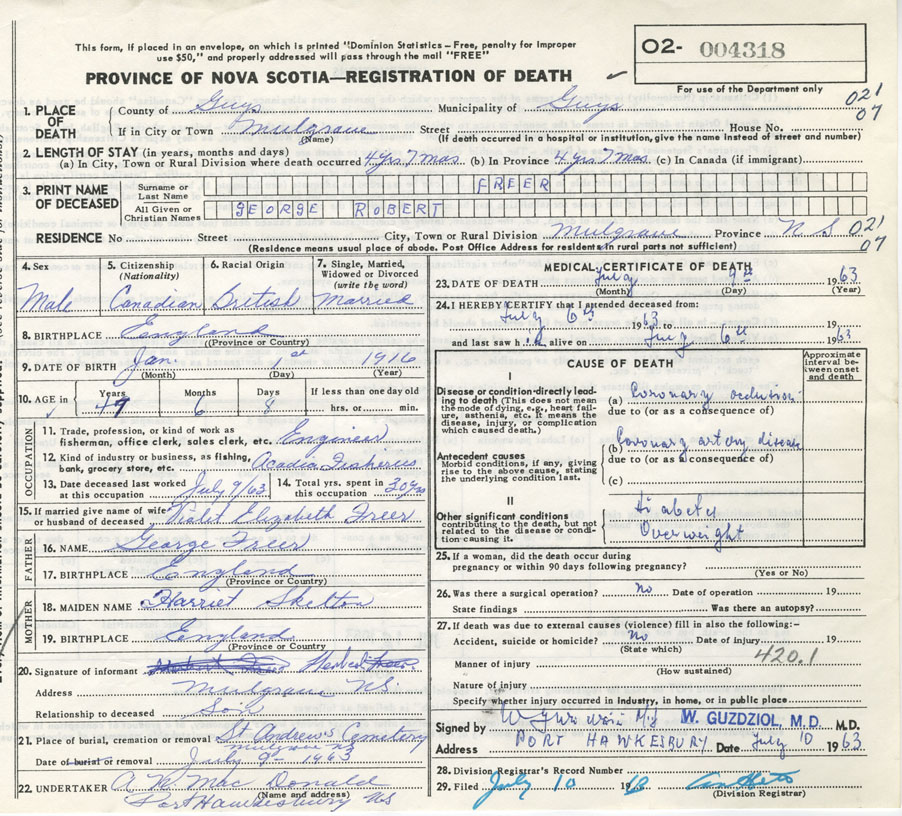 This form, if placed in an envelope, on which is printed "Dominion Statistics – Free, penalty for improper
use $50," and properly addressed will pass through the mail "FREE"
O2- 004318
PROVINCE OF NOVA SCOTIA—REGISTRATION OF DEATH
For use of the Department only
021
07
1. PLACE OF DEATH County of Guys Municipality of Guys
If in City or Town Mulgrave Street House No.
(Name) (If death occurred in a hospital or institution, give the name instead of street and number)
2. LENGTH OF STAY (in years, months and days)
(a) In City, Town or Rural Division where death occurred 4 yrs 7 mos. (b) In Province 4 yrs 7 mos. (c) In Canada (if immigrant)
3. PRINT NAME OF DECEASED Surname or Last Name FREER
All Given or Christian Names GEORGE ROBERT
RESIDENCE No Street City, Town or Rural Division Mulgrave Province N.S. 021
07
(Residence means usual place of abode. Post Office Address for residents in rural parts not sufficient)
4. Sex 5. Citizenship (Nationality) 6. Racial Origin 7. Single, Married, Widowed or Divorced (write the word)
Male Canadian British Married
8. BIRTHPLACE England
(Province or Country)
9. DATE OF BIRTH Jan. 1st 1916
(Month) (Day) (Year)
10. AGE in Years Months Days If less than one day old
47 6 8 hrs. or min.
OCCUPATION
11. Trade, profession or kind of work as
fisherman, office clerk, sales clerk, etc. Engineer
12. Kind of industry or business, as fishing,
bank, grocery store, etc. Acadia Fisheries
13. Date deceased last worked at this occupation July 9/63 14. Total yrs. spent in this occupation 30 yrs
15. If married give name of wife
or husband of deceased Elizabeth Freer
FATHER
16. NAME George Freer
17. BIRTHPLACE England
(Province or Country)
MOTHER
18. MAIDEN NAME Harriet Skelton
19. BIRTHPLACE England
(Province or Country)
20. Signature of informant Herbert Freer
Address Mulgrave NS.
Relationship to deceased Son
21. Place of burial, cremation or removal St Andrew's Cemetery
Mulgrave NS
Date of burial or removal July 9th 1963
22. UNDERTAKER A W Mac Donald
(Name and address)
Port Hawkesbury NS
MEDICAL CERTIFICATE OF DEATH
23. DATE OF DEATH July 9th 1963
(Month) (Day) (Year)
24. I HEREBY CERTIFY that I attended deceased from:
July 6th 1963 to 19
and last saw h i m alive on July 6th 1963
CAUSE OF DEATH
Approximate interval between onset and death
I
Disease or condition directly leading
to death (This does not mean
the mode of dying, e.g., heart failure,
asthenia, etc. It means the
disease, injury, or complication
which caused death.)
(a) Coronary occlusion
due to (or as a consequence of)
Antecedent causes
Morbid conditions, if any, giving
rise to the above cause, stating
the underlying condition last.
(b) Coronary artery disease
due to (or as a consequence of)
(c)
II
Other significant conditions
contributing to the death, but not
related to the disease or condition
causing it.
Diabetes
Overweight
25. If a woman, did the death occur during
pregnancy or within 90 days following pregnancy?
(Yes or No)
26. Was there a surgical operation? No Date of operation 19
State findings Was there an autopsy?
27. If death was due to external causes (violence) fill in also the following:–
Accident, suicide or homicide? No Date of injury 19
(State which)
420.1
Manner of injury
(How sustained)
Nature of injury
Specify whether injury occurred in industry, in home, or in public place
Signed by W. GUZDZIOL, M.D. M.D.
Address PORT HAWKESBURY Date July 10 1963
28. Division Registrar's Record Number
29. Filed July 10 19
(Division Registrar)